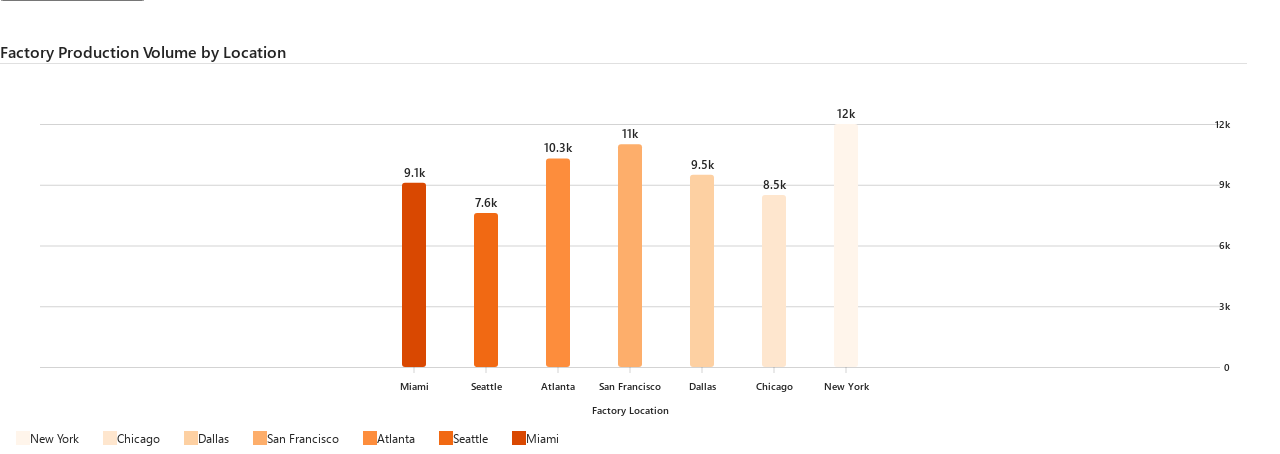 Factory Production Volume by Location
12k
11k
10.3k
9.5k
9.1k
8.5k
7.6k
12k
9k
6k
3k
0
Miami Seattle Atlanta San Francisco Dallas Chicago New York
Factory Location
New York Chicago Dallas San Francisco Atlanta Seattle Miami